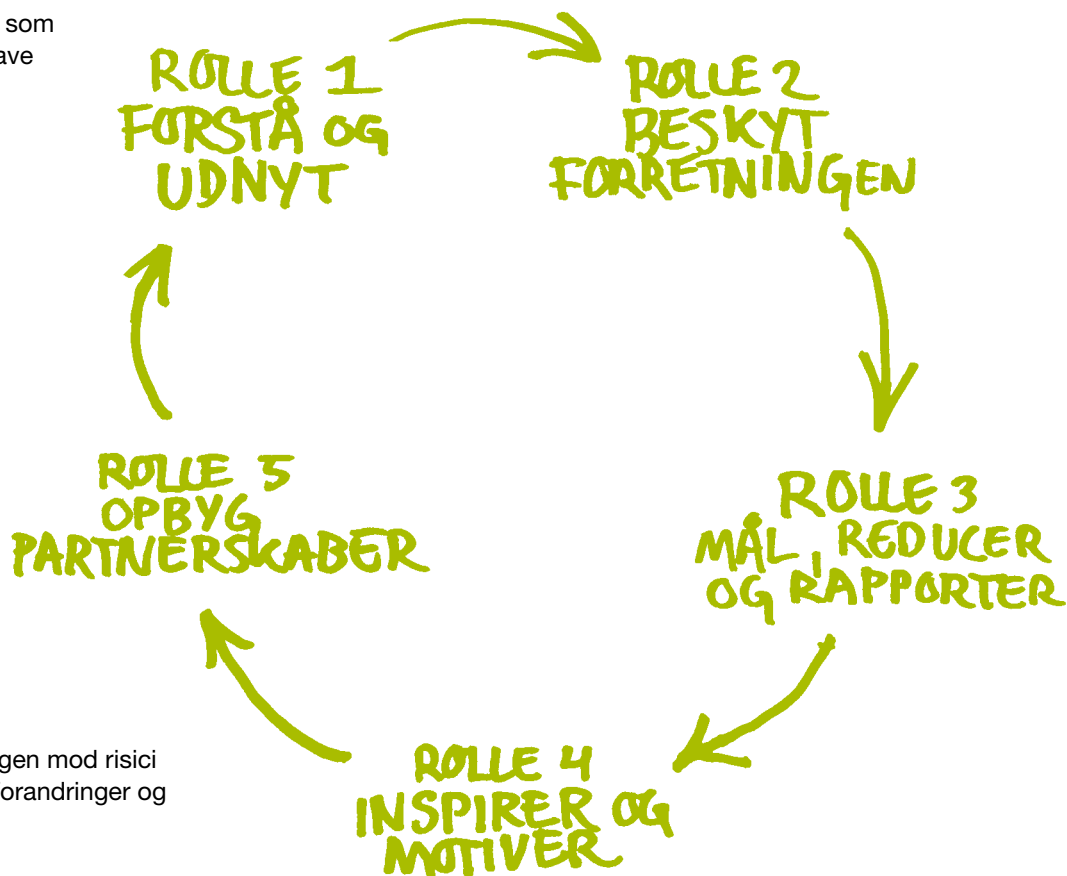 som
ROLLE 1
FORSTÅ OG
UDNYT
ROLLE 2
BESKYT
FORRETNINGEN
ROLLE 3
MÅL, REDUCER
OG RAPPORTER
ROLLE 4
INSPIRER OG
MOTIVER
ROLLE 5
OPBYG
PARTNERSKABER
gen mod risici
orandringer og